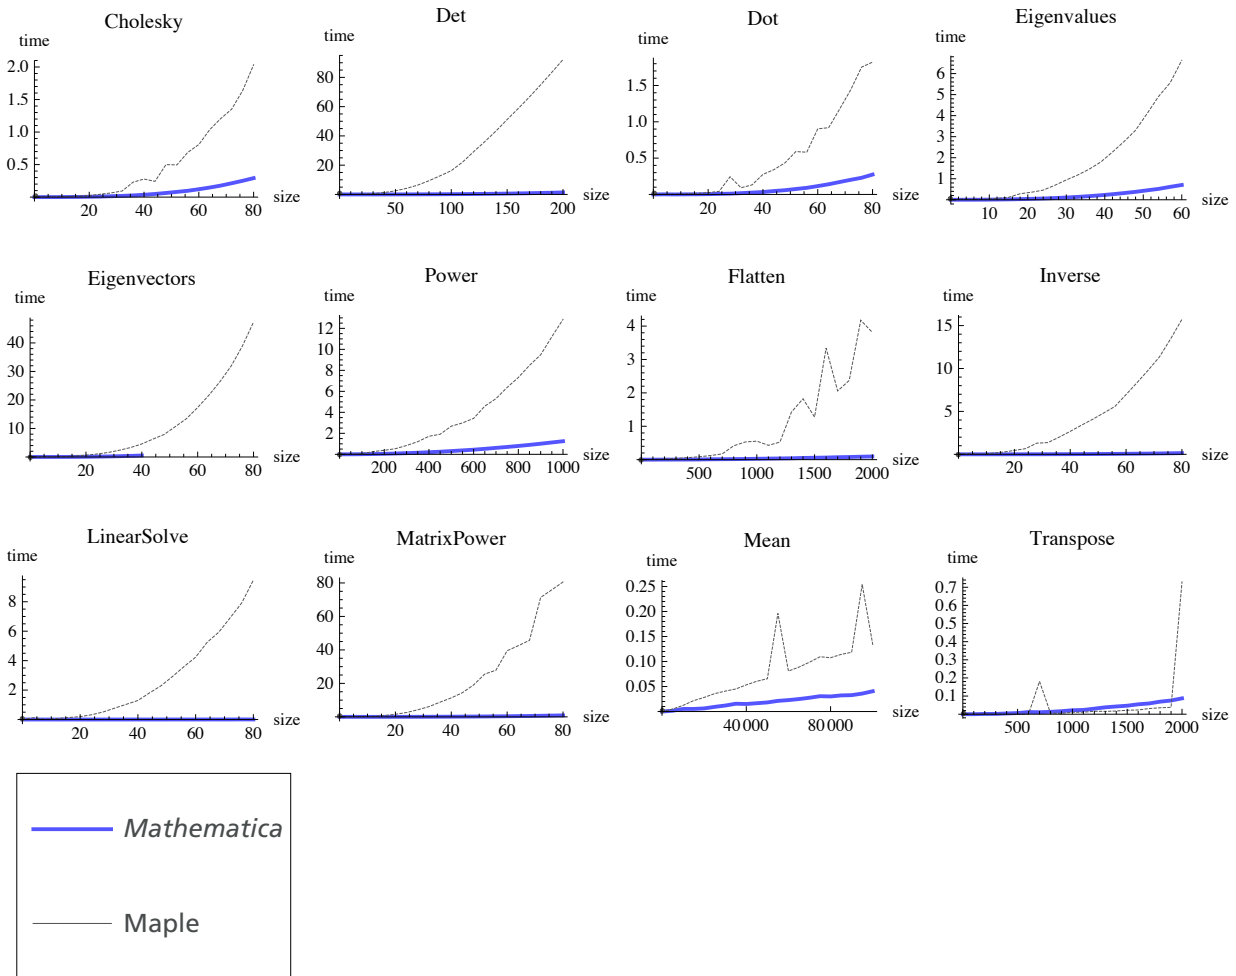 Cholesky
time
2.0
1.5
1.0
0.5
20 40 60 80 size
Det
time
80
60
40
20
50 100 150 200 size
Dot
time
1.5
1.0
0.5
20 40 60 80 size
Eigenvalues
time
6
5
4
3
2
1
10 20 30 40 50 60 size
Eigenvectors
time
40
30
20
10
20 40 60 80 size
Power
time
12
10
8
6
4
2
200 400 600 800 1000 size
Flatten
time
4
3
2
1
500 1000 1500 2000 size
Inverse
time
15
10
5
20 40 60 80 size
LinearSolve
time
8
6
4
2
20 40 60 80 size
MatrixPower
time
80
60
40
20
20 40 60 80 size
Mean
time
0.25
0.20
0.15
0.10
0.05
40 000 80 000 size
Transpose
time
0.7
0.6
0.5
0.4
0.3
0.2
0.1
500 1000 1500 2000 size
Mathematica
Maple